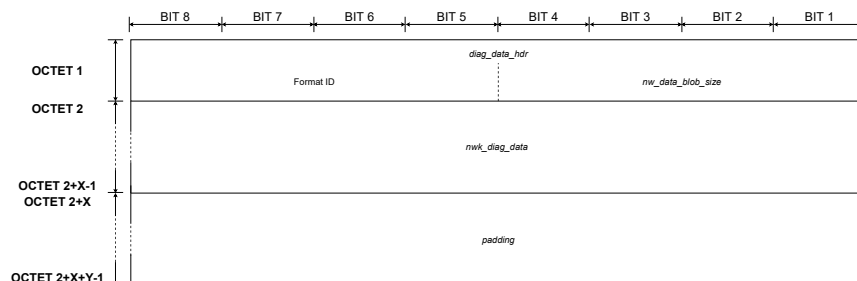 BIT 8 BIT 7 BIT 6 BIT 5 BIT 4 BIT 3 BIT 2 BIT 1
diag_data_hdr
OCTET 1
Format ID nw_data_blob_size
OCTET 2
nwk_diag_data
OCTET 2+X-1
OCTET 2+X
padding
OCTET 2+X+Y-1